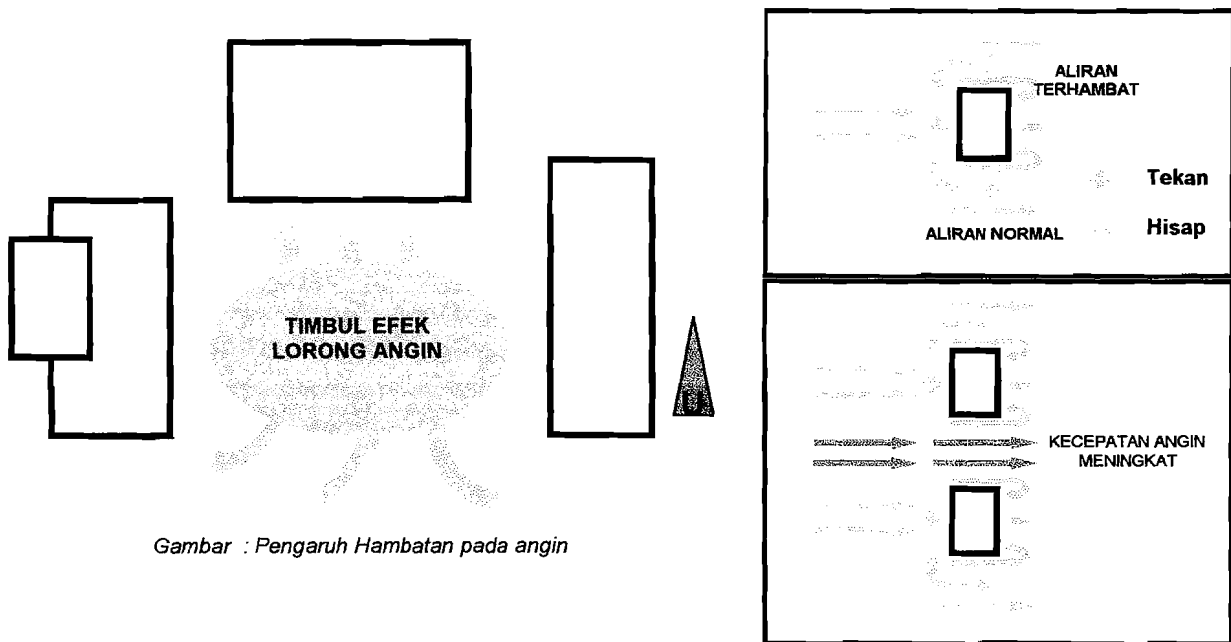 TIMBUL EFEK
LORONG ANGIN
U
Gambar : Pengaruh Hambatan pada angin
ALIRAN
TERHAMBAT
Tekan
ALIRAN NORMAL
Hisap
KECEPATAN ANGIN
MENINGKAT